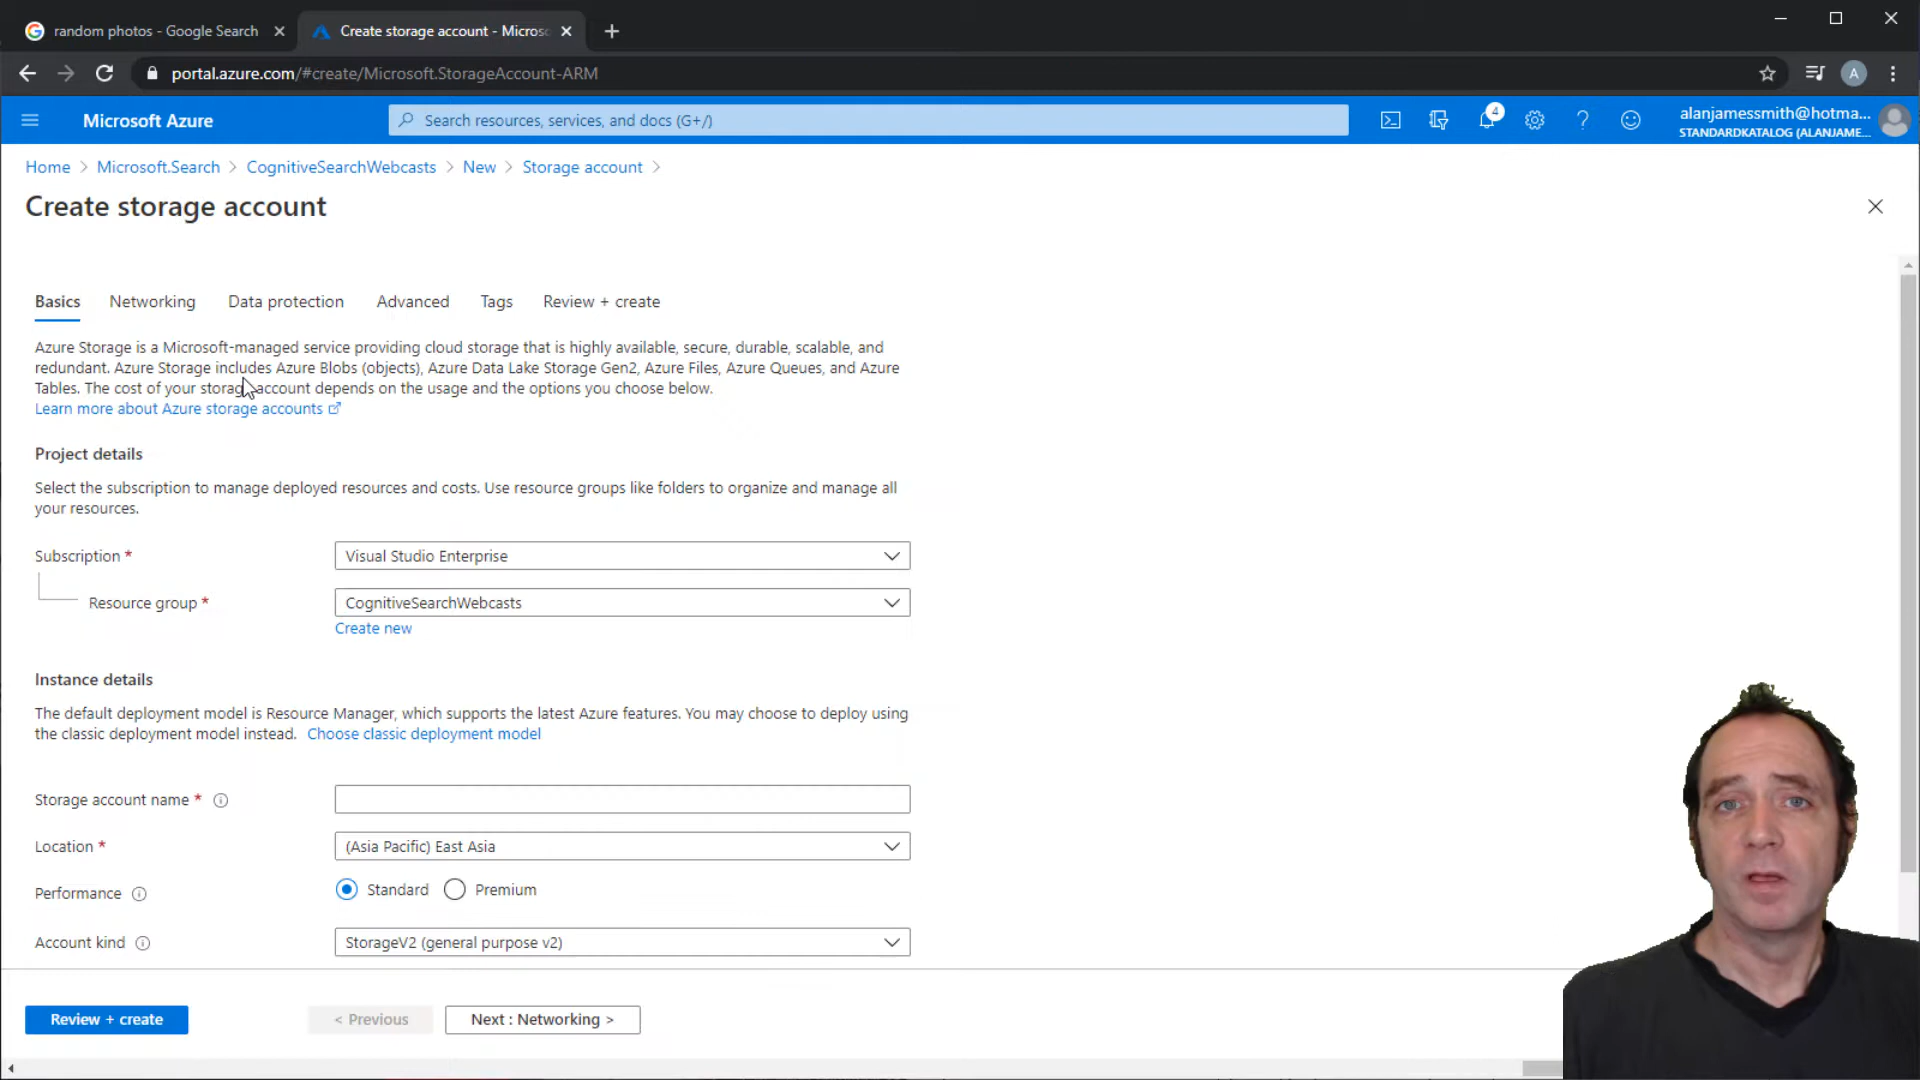 random photos - Google Search
Create storage account - Micros
portal.azure.com/#create/Microsoft.StorageAccount-ARM
A
Microsoft Azure
Search resources, services, and docs (G+/)
4
alanjamessmith@hotma...
STANDARDKATALOG (ALANJAME...
Home > Microsoft.Search > CognitiveSearchWebcasts > New > Storage account >
Create storage account
Basics Networking Data protection Advanced Tags Review + create
Azure Storage is a Microsoft-managed service providing cloud storage that is highly available, secure, durable, scalable, and
redundant. Azure Storage includes Azure Blobs (objects), Azure Data Lake Storage Gen2, Azure Files, Azure Queues, and Azure
Tables. The cost of your storage account depends on the usage and the options you choose below.
Learn more about Azure storage accounts
Project details
Select the subscription to manage deployed resources and costs. Use resource groups like folders to organize and manage all
your resources.
Subscription * Visual Studio Enterprise
Resource group * CognitiveSearchWebcasts
Create new
Instance details
The default deployment model is Resource Manager, which supports the latest Azure features. You may choose to deploy using
the classic deployment model instead. Choose classic deployment model
Storage account name *
Location * (Asia Pacific) East Asia
Performance Standard Premium
Account kind StorageV2 (general purpose v2)
Review + create < Previous Next : Networking >